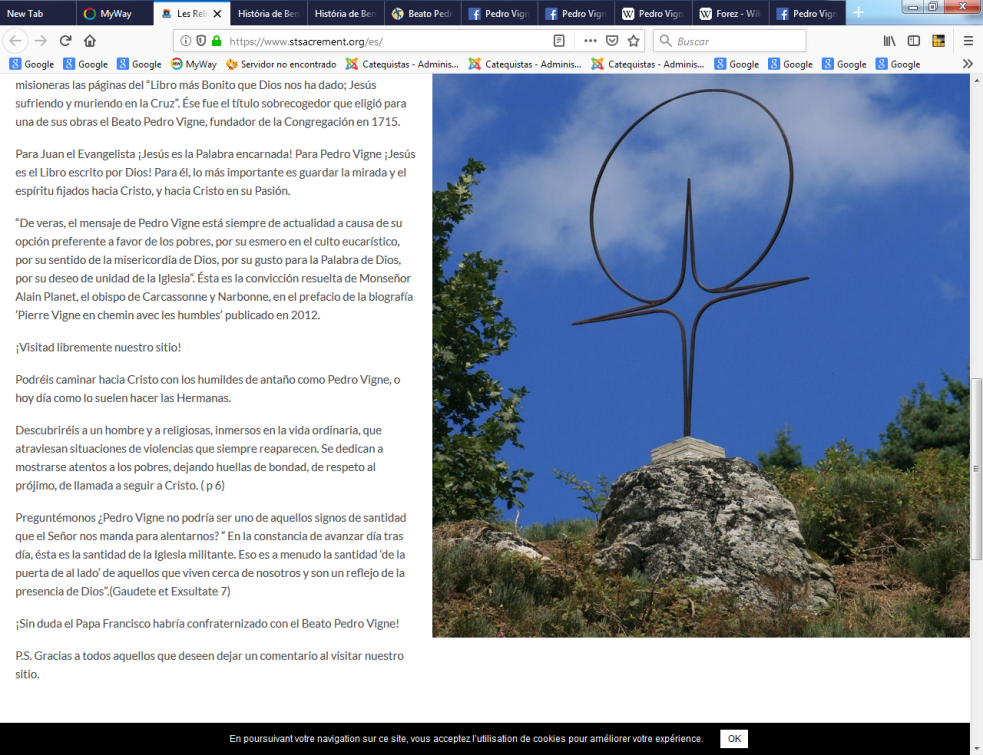 New Tab
MyWay
Les Reli
História de Ben
História de Ben
Beato Ped
Pedro Vign
Pedro Vign
Pedro Vign
Forez - Wik
Pedro Vign
https://www.stsacrement.org/es/
Buscar
Google
Google
Google
MyWay
Servidor no encontrado
Catequistas - Adminis...
Catequistas - Adminis...
Catequistas - Adminis...
Google
Google
Google
Google
misioneras las páginas del “Libro más Bonito que Dios nos ha dado; Jesús
sufriendo y muriendo en la Cruz”. Ése fue el título sobrecogedor que eligió para
una de sus obras el Beato Pedro Vigne, fundador de la Congregación en 1715.
Para Juan el Evangelista ¡Jesús es la Palabra encarnada! Para Pedro Vigne ¡Jesús
es el Libro escrito por Dios! Para él, lo más importante es guardar la mirada y el
espíritu fijados hacia Cristo, y hacia Cristo en su Pasión.
“De veras, el mensaje de Pedro Vigne está siempre de actualidad a causa de su
opción preferente a favor de los pobres, por su esmero en el culto eucarístico,
por su sentido de la misericordia de Dios, por su gusto para la Palabra de Dios,
por su deseo de unidad de la Iglesia”. Ésta es la convicción resuelta de Monseñor
Alain Planet, el obispo de Carcassonne y Narbonne, en el prefacio de la biografía
‘Pierre Vigne en chemin avec les humbles’ publicado en 2012.
¡Visitad libremente nuestro sitio!
Podréis caminar hacia Cristo con los humildes de antaño como Pedro Vigne, o
hoy día como lo suelen hacer las Hermanas.
Descubriréis a un hombre y a religiosas, inmersos en la vida ordinaria, que
atraviesan situaciones de violencias que siempre reaparecen. Se dedican a
mostrarse atentos a los pobres, dejando huellas de bondad, de respeto al
prójimo, de llamada a seguir a Cristo. ( p 6)
Preguntémonos ¿Pedro Vigne no podría ser uno de aquellos signos de santidad
que el Señor nos manda para alentarnos? ” En la constancia de avanzar día tras
día, ésta es la santidad de la Iglesia militante. Eso es a menudo la santidad ‘de la
puerta de al lado’ de aquellos que viven cerca de nosotros y son un reflejo de la
presencia de Dios”.(Gaudete et Exsultate 7)
¡Sin duda el Papa Francisco habría confraternizado con el Beato Pedro Vigne!
P.S. Gracias a todos aquellos que deseen dejar un comentario al visitar nuestro
sitio.
En poursuivant votre navigation sur ce site, vous acceptez l’utilisation de cookies pour améliorer votre expérience.
OK